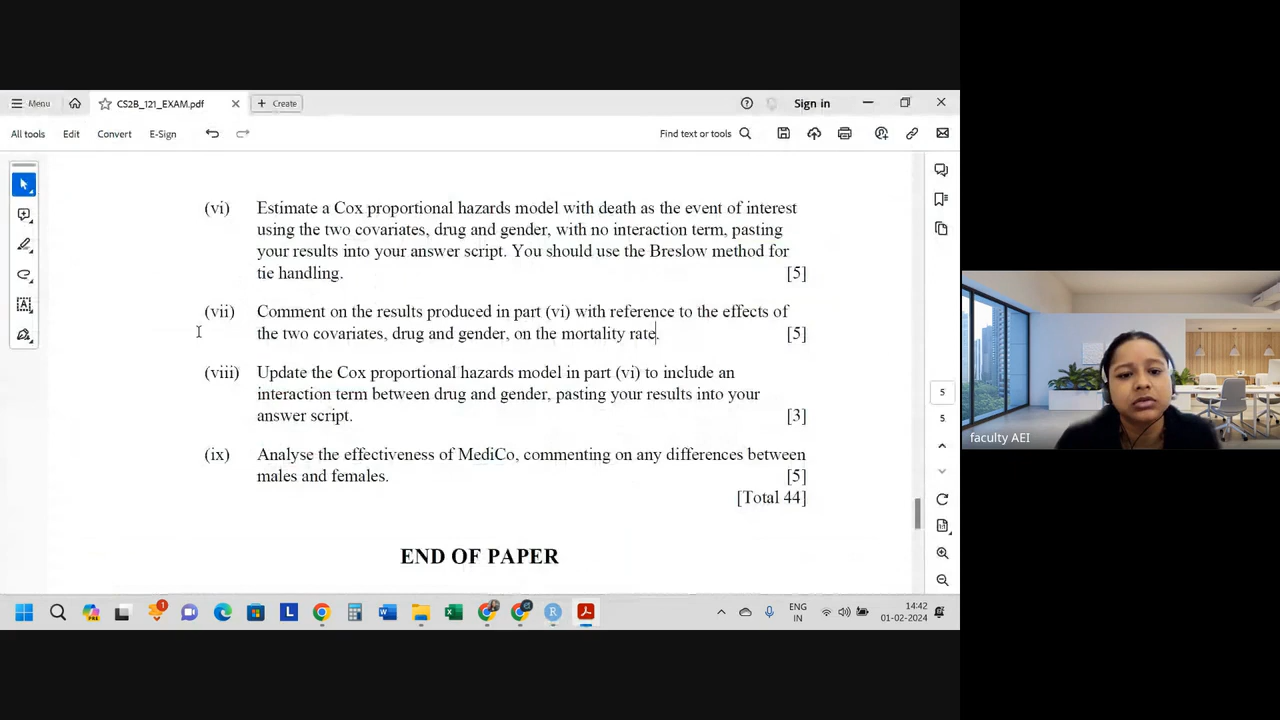 Menu
CS2B_121_EXAM.pdf
Create
Sign in
All tools
Edit
Convert
E-Sign
Find text or tools
(vi) Estimate a Cox proportional hazards model with death as the event of interest
using the two covariates, drug and gender, with no interaction term, pasting
your results into your answer script. You should use the Breslow method for
tie handling. [5]
(vii) Comment on the results produced in part (vi) with reference to the effects of
the two covariates, drug and gender, on the mortality rate. [5]
(viii) Update the Cox proportional hazards model in part (vi) to include an
interaction term between drug and gender, pasting your results into your
answer script. [3]
(ix) Analyse the effectiveness of MediCo, commenting on any differences between
males and females. [5]
[Total 44]
END OF PAPER
5
5
faculty AEI
1
PRE
L
W
X
R
ENG
IN
14:42
01-02-2024